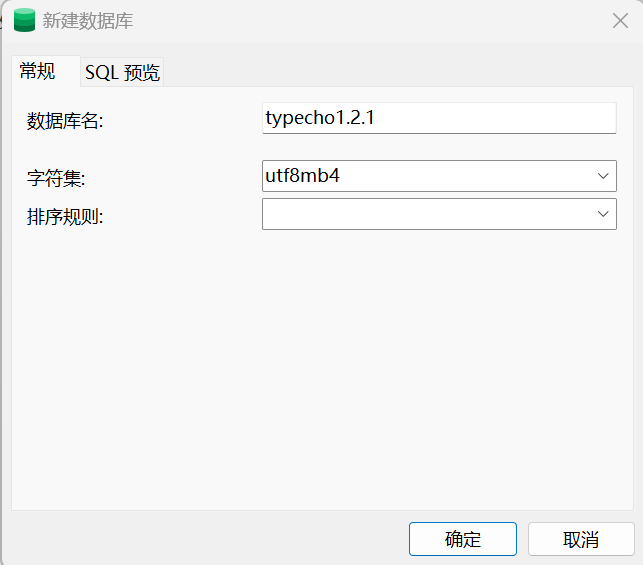 新建数据库
常规
SQL 预览
数据库名:
typecho1.2.1
字符集:
utf8mb4
排序规则:
确定
取消